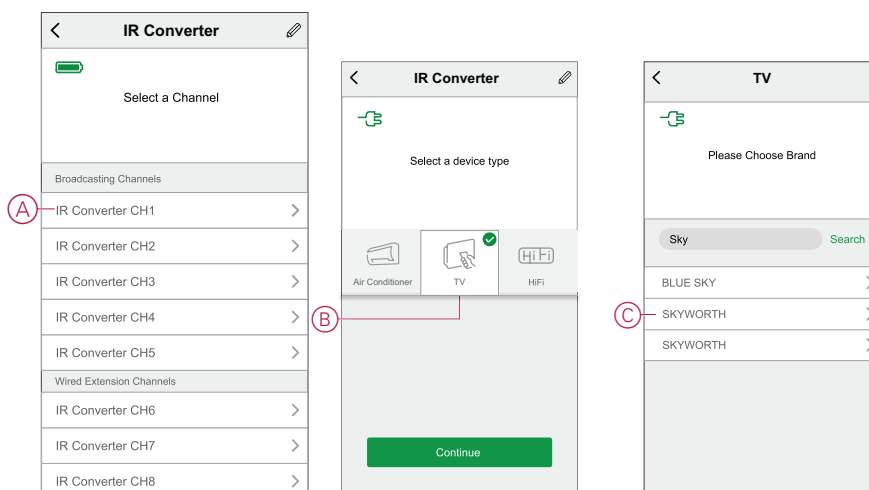 IR Converter
Select a Channel
Broadcasting Channels
A
IR Converter CH1
IR Converter CH2
IR Converter CH3
IR Converter CH4
IR Converter CH5
Wired Extension Channels
IR Converter CH6
IR Converter CH7
IR Converter CH8
IR Converter
Select a device type
HiFi
Air Conditioner
TV
HiFi
B
Continue
TV
Please Choose Brand
Sky
Search
BLUE SKY
C
SKYWORTH
SKYWORTH